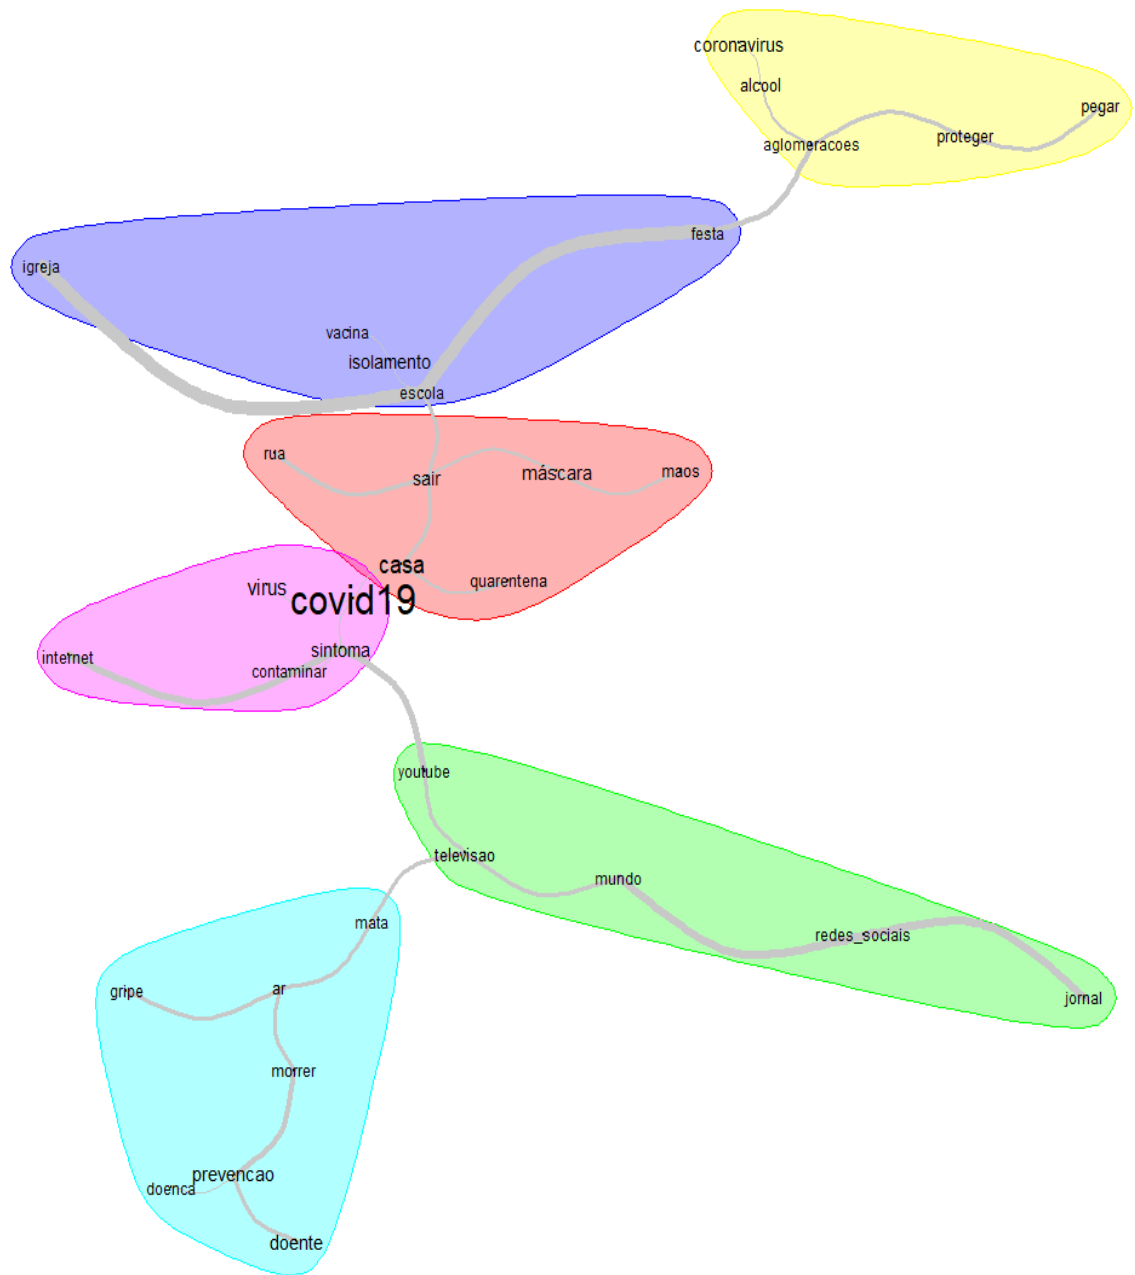 coronavirus
alcool
pegar
proteger
aglomeracoes
festa
igreja
vacina
isolamento
escola
rua
sair
máscara
maos
casa
quarentena
virus
covid19
sintoma
internet
contaminar
youtube
televisao
mundo
redes_sociais
jornal
mata
gripe
ar
morrer
prevencao
doenca
doente